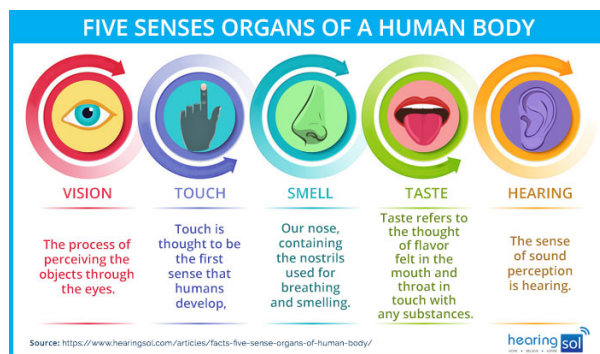 FIVE SENSES ORGANS OF A HUMAN BODY
VISION
The process of
perceiving the
objects through
the eyes.
TOUCH
Touch is
thought to be
the first
sense that
humans
develop,
SMELL
Our nose,
containing
the nostrils
used for
breathing
and smelling.
TASTE
Taste refers to
the thought
of flavor
felt in the
mouth and
throat in
touch with
any substances.
HEARING
The sense
of sound
perception
is hearing.
Source: https://www.hearingsol.com/articles/facts-five-sense-organs-of-human-body/
hearing sol